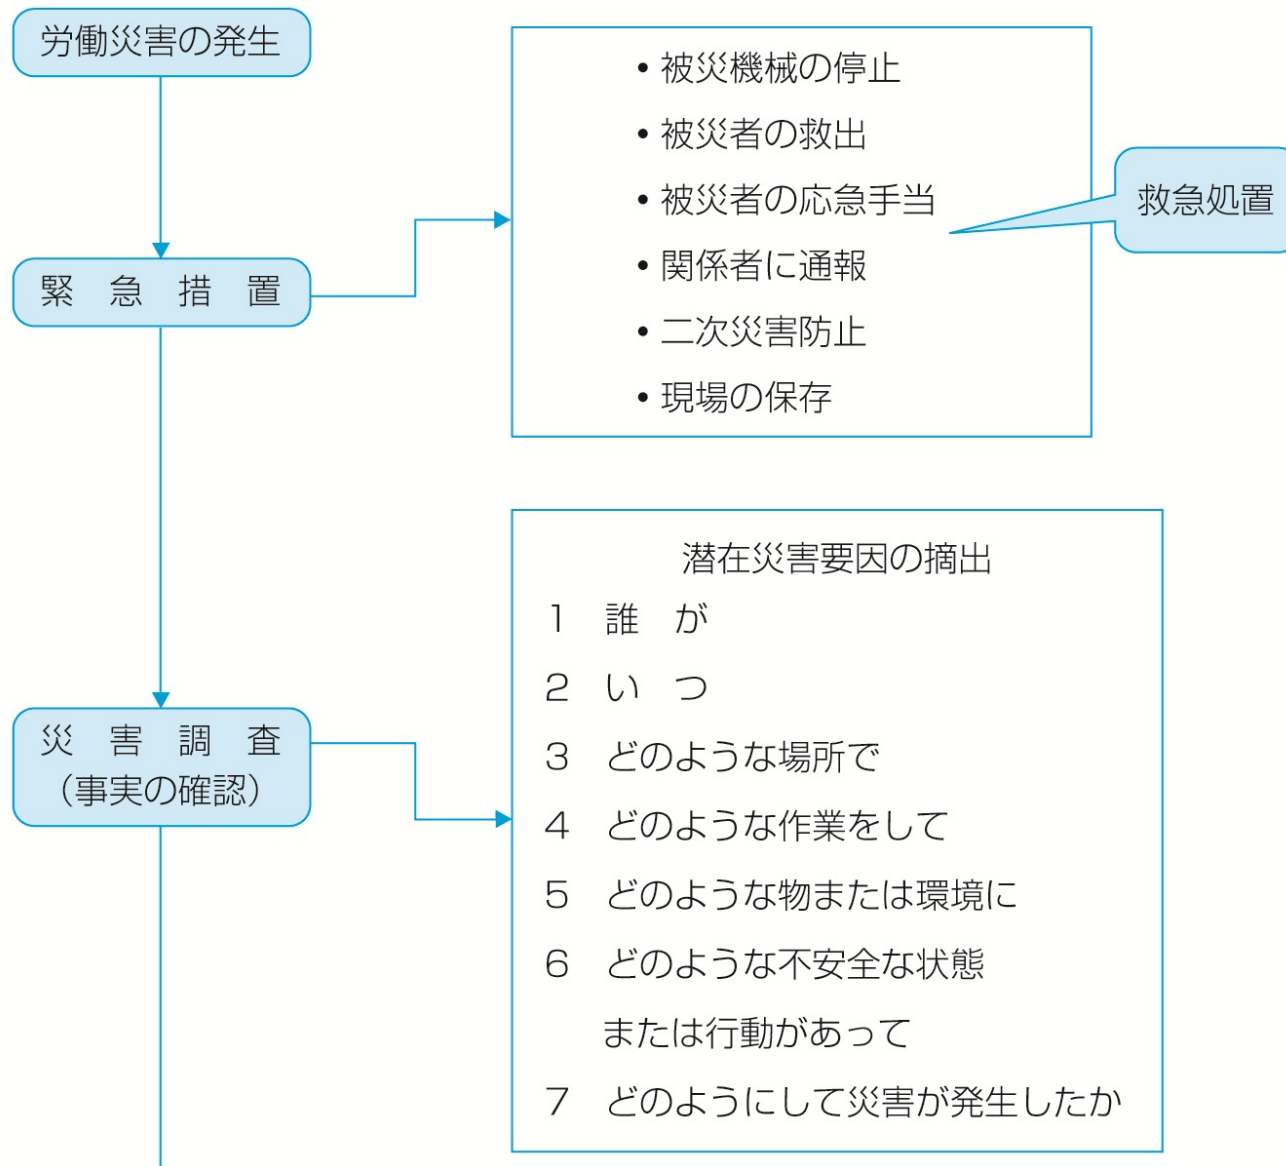 労働災害の発生
緊　急　措　置
・被災機械の停止
・被災者の救出
・被災者の応急手当
・関係者に通報
・二次災害防止
・現場の保存
救急処置
災　害　調　査
（事実の確認）
潜在災害要因の摘出
1　誰　が
2　い　つ
3　どのような場所で
4　どのような作業をして
5　どのような物または環境に
6　どのような不安全な状態
または行動があって
7　どのようにして災害が発生したか